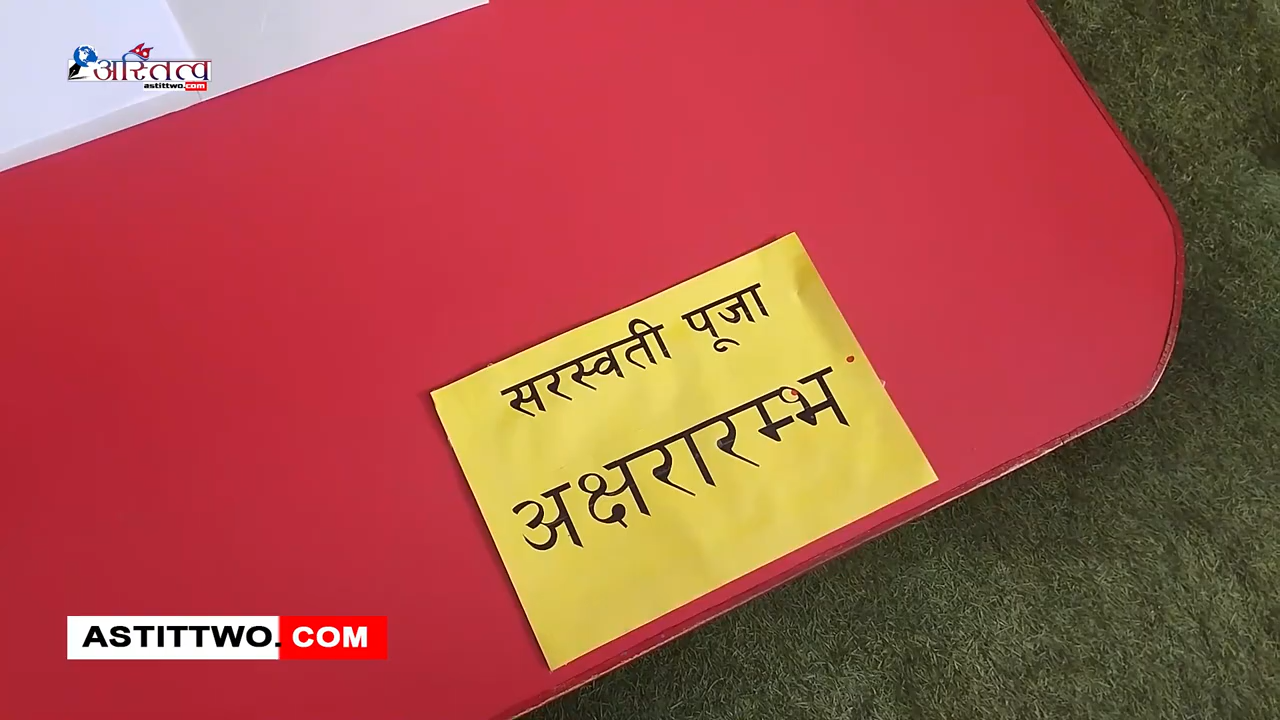 अस्तित्व
astittwo.com
सरस्वती पूजा
अक्षरारम्भ
ASTITTWO. COM